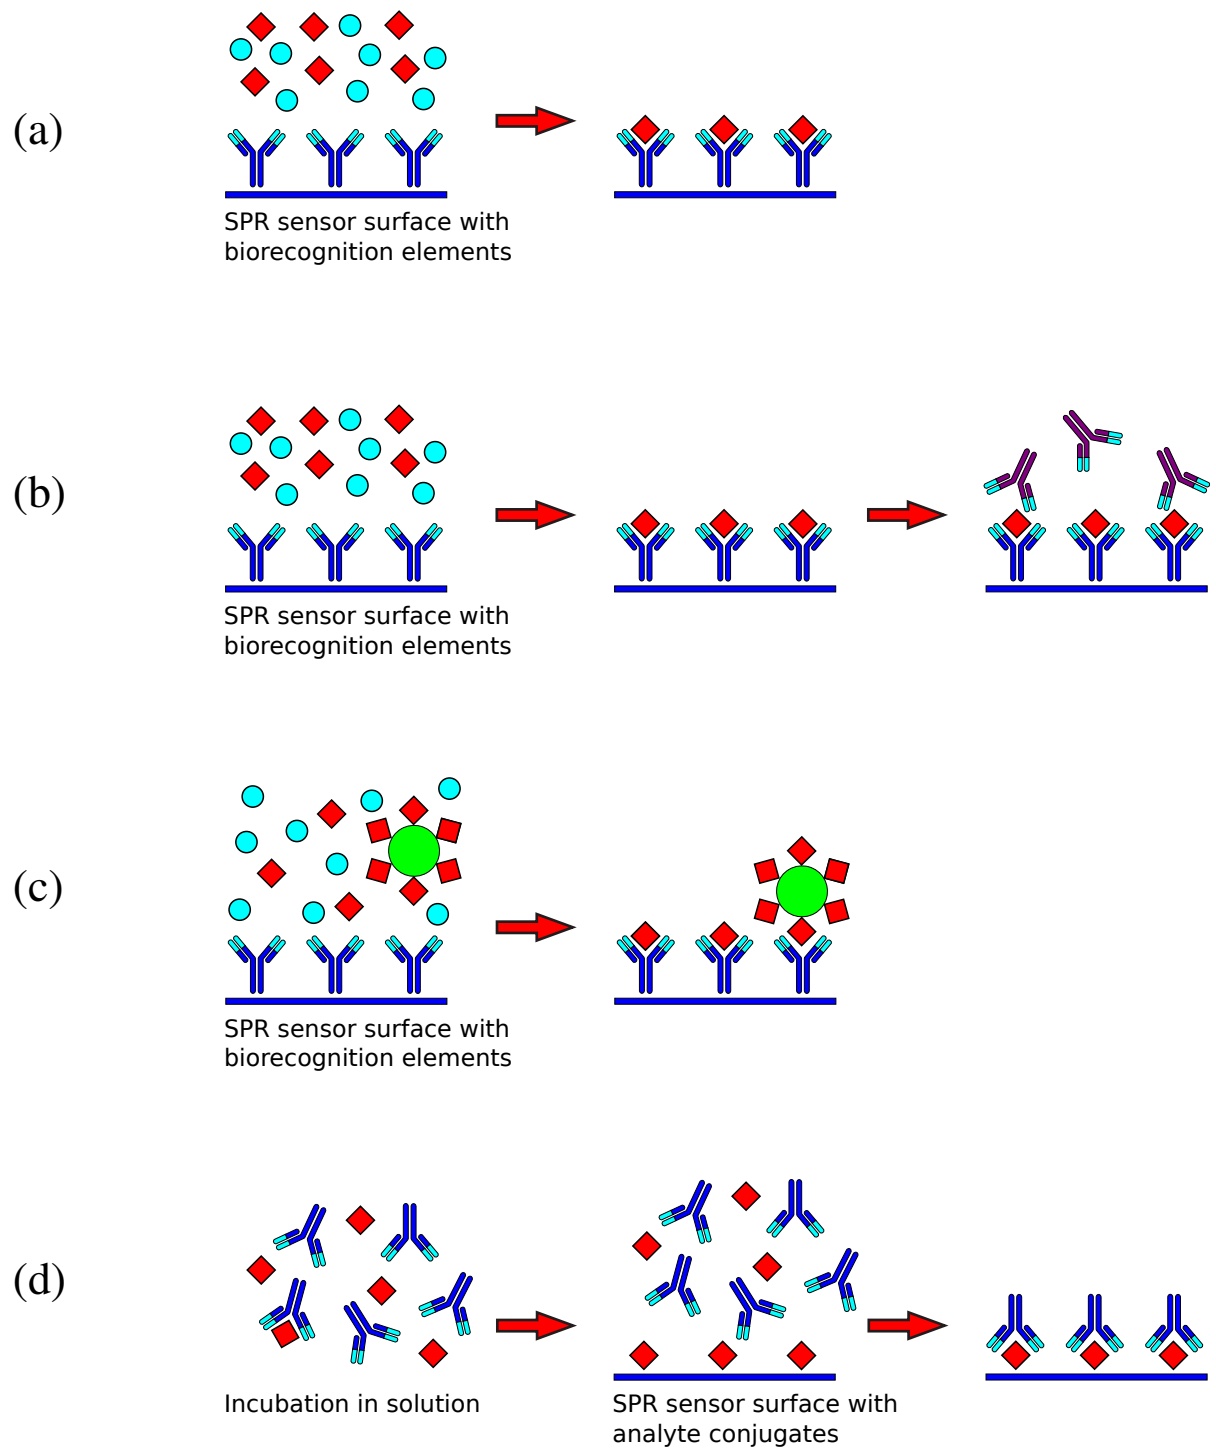 (a)
SPR sensor surface with
biorecognition elements
(b)
SPR sensor surface with
biorecognition elements
(c)
SPR sensor surface with
biorecognition elements
(d)
Incubation in solution
SPR sensor surface with
analyte conjugates